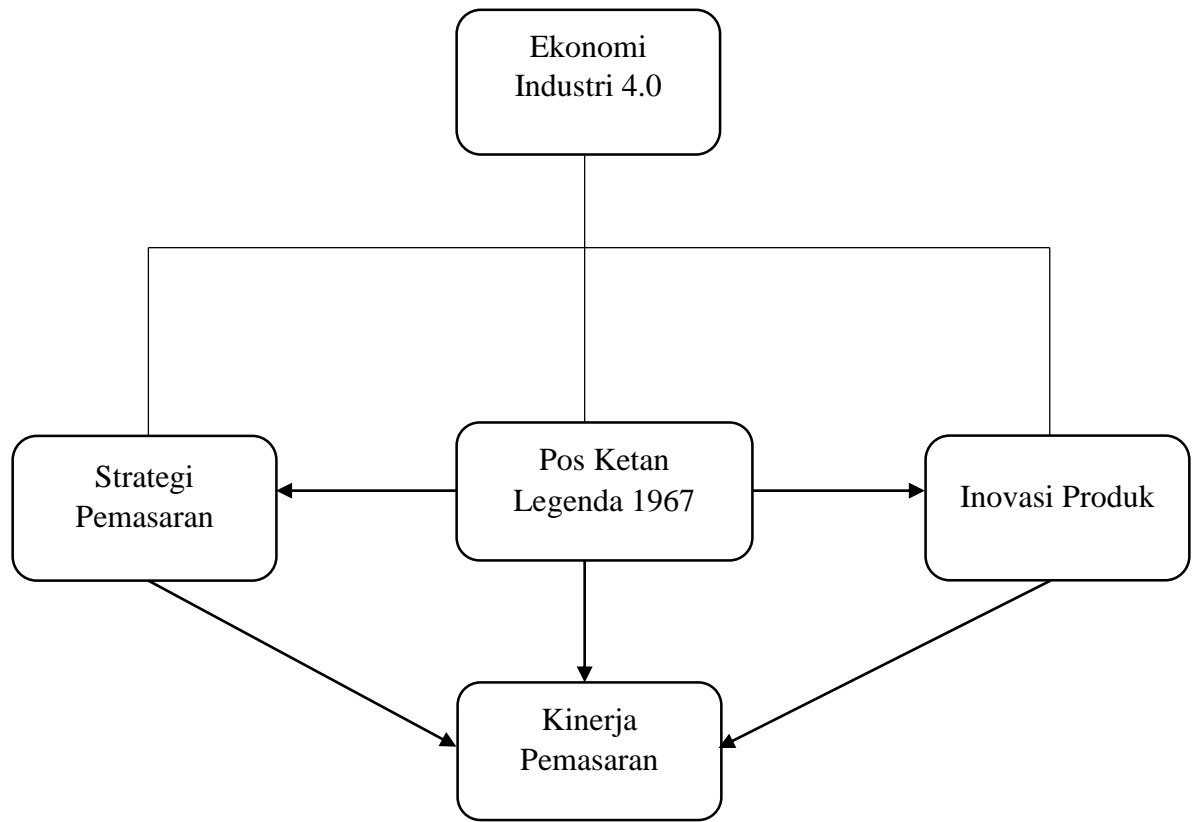 Ekonomi
Industri 4.0
Strategi
Pemasaran
Pos Ketan
Legenda 1967
Inovasi Produk
Kinerja
Pemasaran